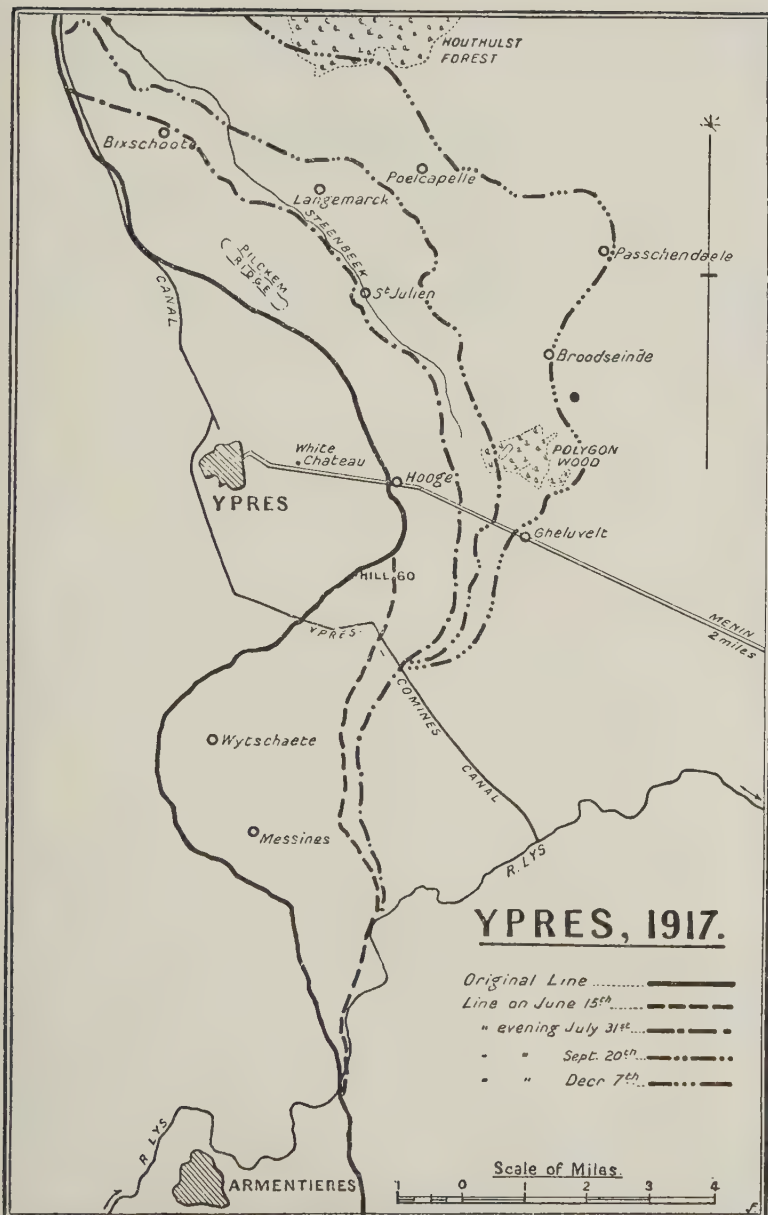 HOUTHULST
FOREST
Bixschoote
Langemarck
Poelcapelle
STEENBEEK
PILCKEM
RIDGE
CANAL
Passchendaele
St Julien
Broodseinde
White
Chateau
POLYGON
WOOD
YPRES
Hooge
Gheluvelt
HILL 60
MENIN
2 miles
YPRES-
COMINES
CANAL
Wytschaete
Messines
R. LYS
YPRES, 1917.
Original Line ........
Line on June 15th ......
" evening July 31st ...
" " Sept. 20th ...
" " Decr 7th ...
R. LYS
ARMENTIERES
Scale of Miles.
1 0 1 2 3 4